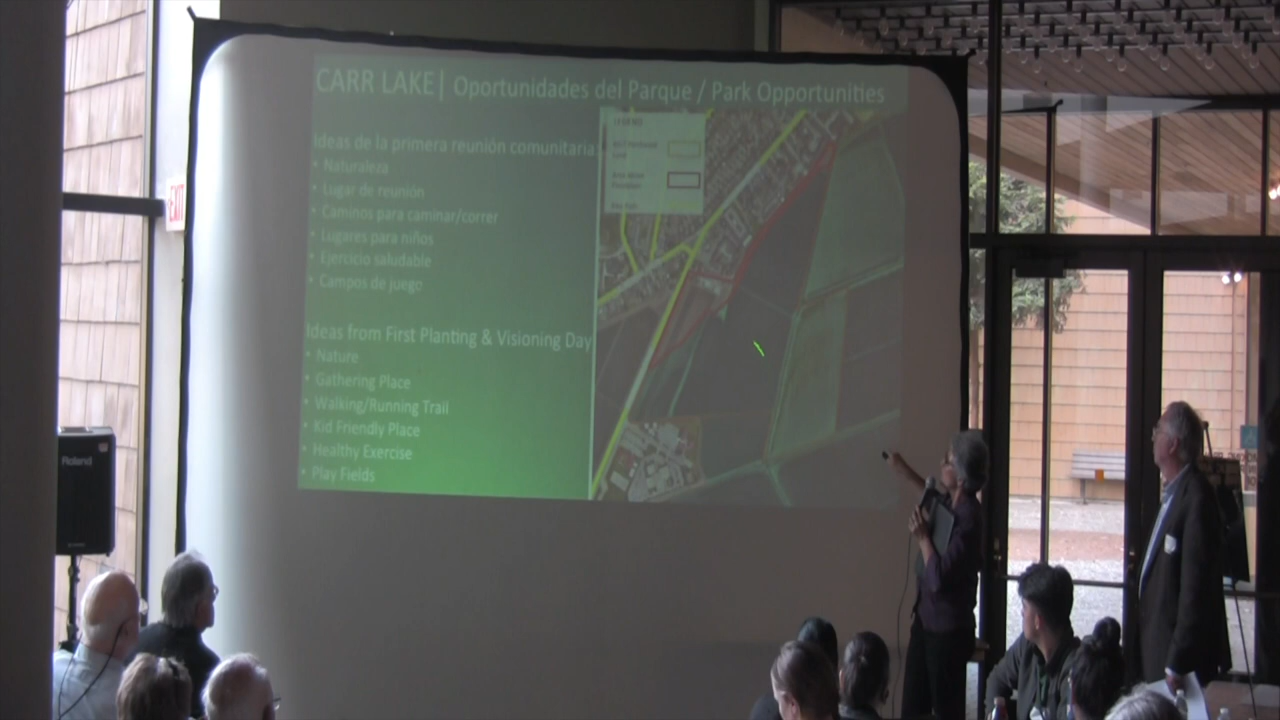 CARR LAKE| Oportunidades del Parque / Park Opportunities
Ideas de la primera reunión comunitaria:
• Naturaleza
• Lugar de reunión
• Caminos para caminar/correr
• Lugares para niños
• Ejercicio saludable
• Campos de juego
Ideas from First Planting & Visioning Day
• Nature
• Gathering Place
• Walking/Running Trail
• Kid Friendly Place
• Healthy Exercise
• Play Fields
LEGEND
EXIT
Roland